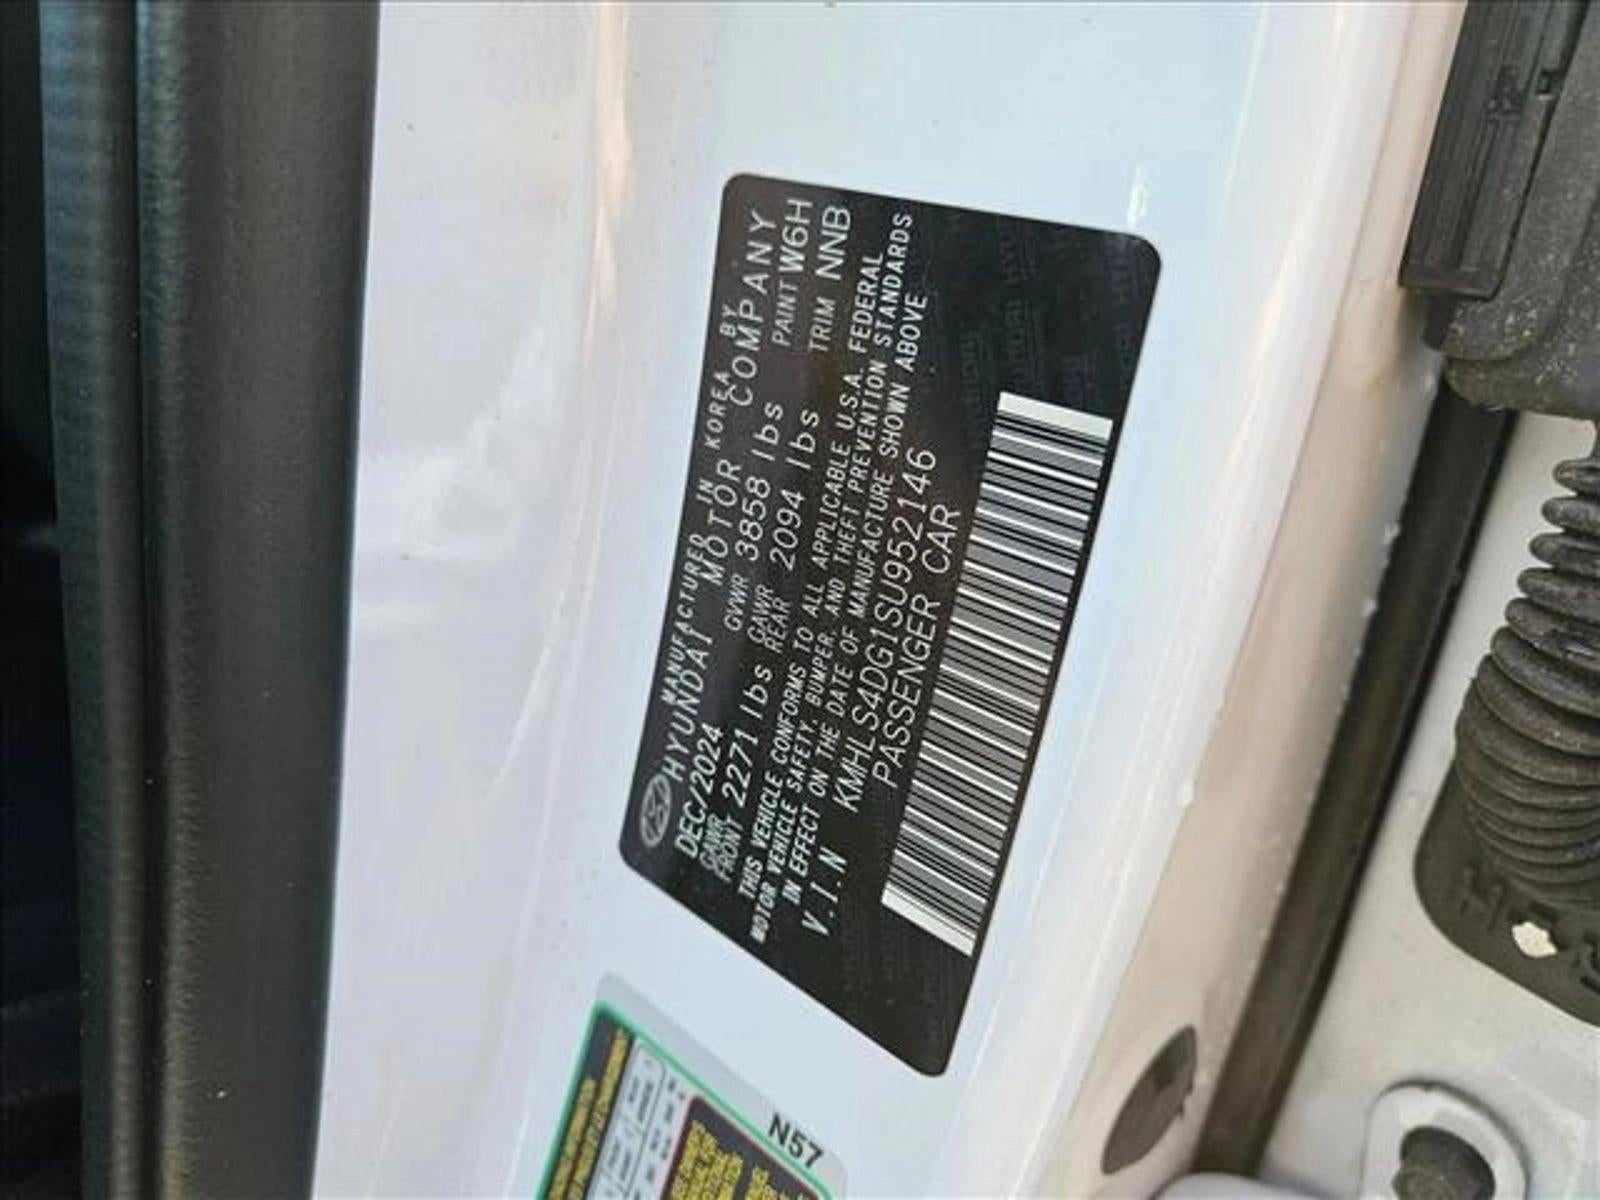 MANUFACTURED IN KOREA BY
HYUNDAI MOTOR COMPANY
DEC/2024 GVWR 3858 lbs PAINT W6H
GAWR FRONT 2271 lbs GAWR REAR 2094 lbs TRIM NNB
THIS VEHICLE CONFORMS TO ALL APPLICABLE U.S.A. FEDERAL
MOTOR VEHICLE SAFETY, BUMPER, AND THEFT PREVENTION STANDARDS
IN EFFECT ON THE DATE OF MANUFACTURE SHOWN ABOVE
V.I.N KMHLS4DG1SU952146
PASSENGER CAR
N57